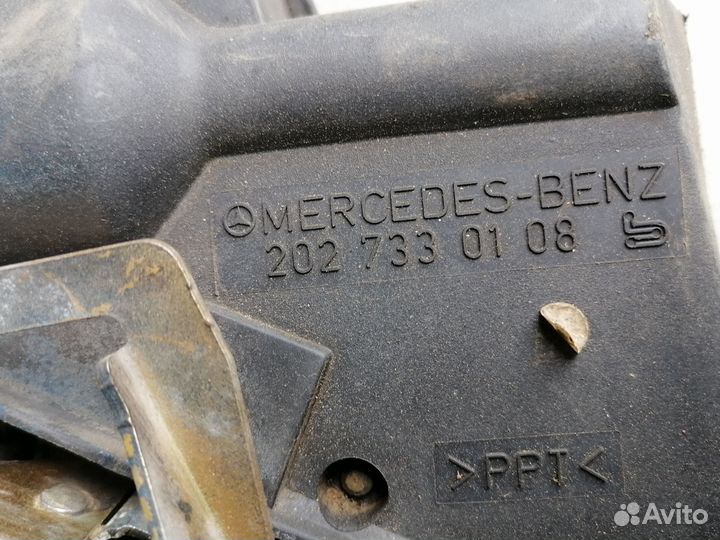 MERCEDES-BENZ
202 733 01 08
>PPT<
Avito